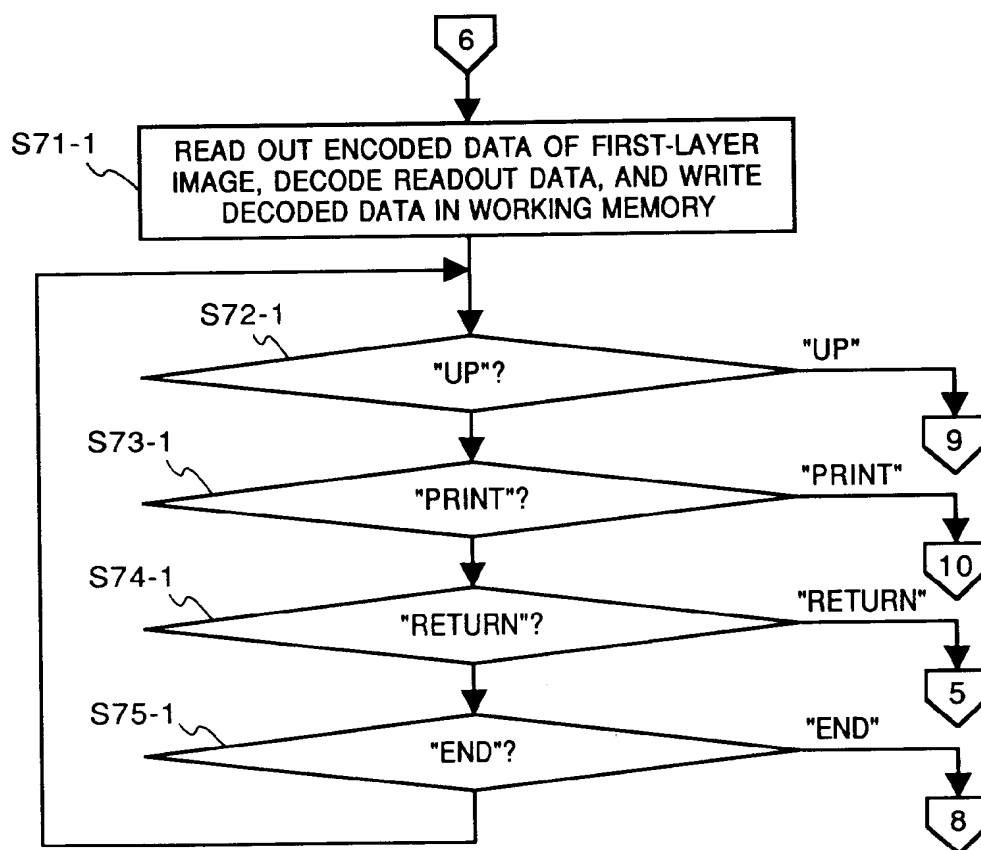 6
S71-1
READ OUT ENCODED DATA OF FIRST-LAYER
IMAGE, DECODE READOUT DATA, AND WRITE
DECODED DATA IN WORKING MEMORY
S72-1
"UP"?
"UP"
9
S73-1
"PRINT"?
"PRINT"
10
S74-1
"RETURN"?
"RETURN"
5
S75-1
"END"?
"END"
8